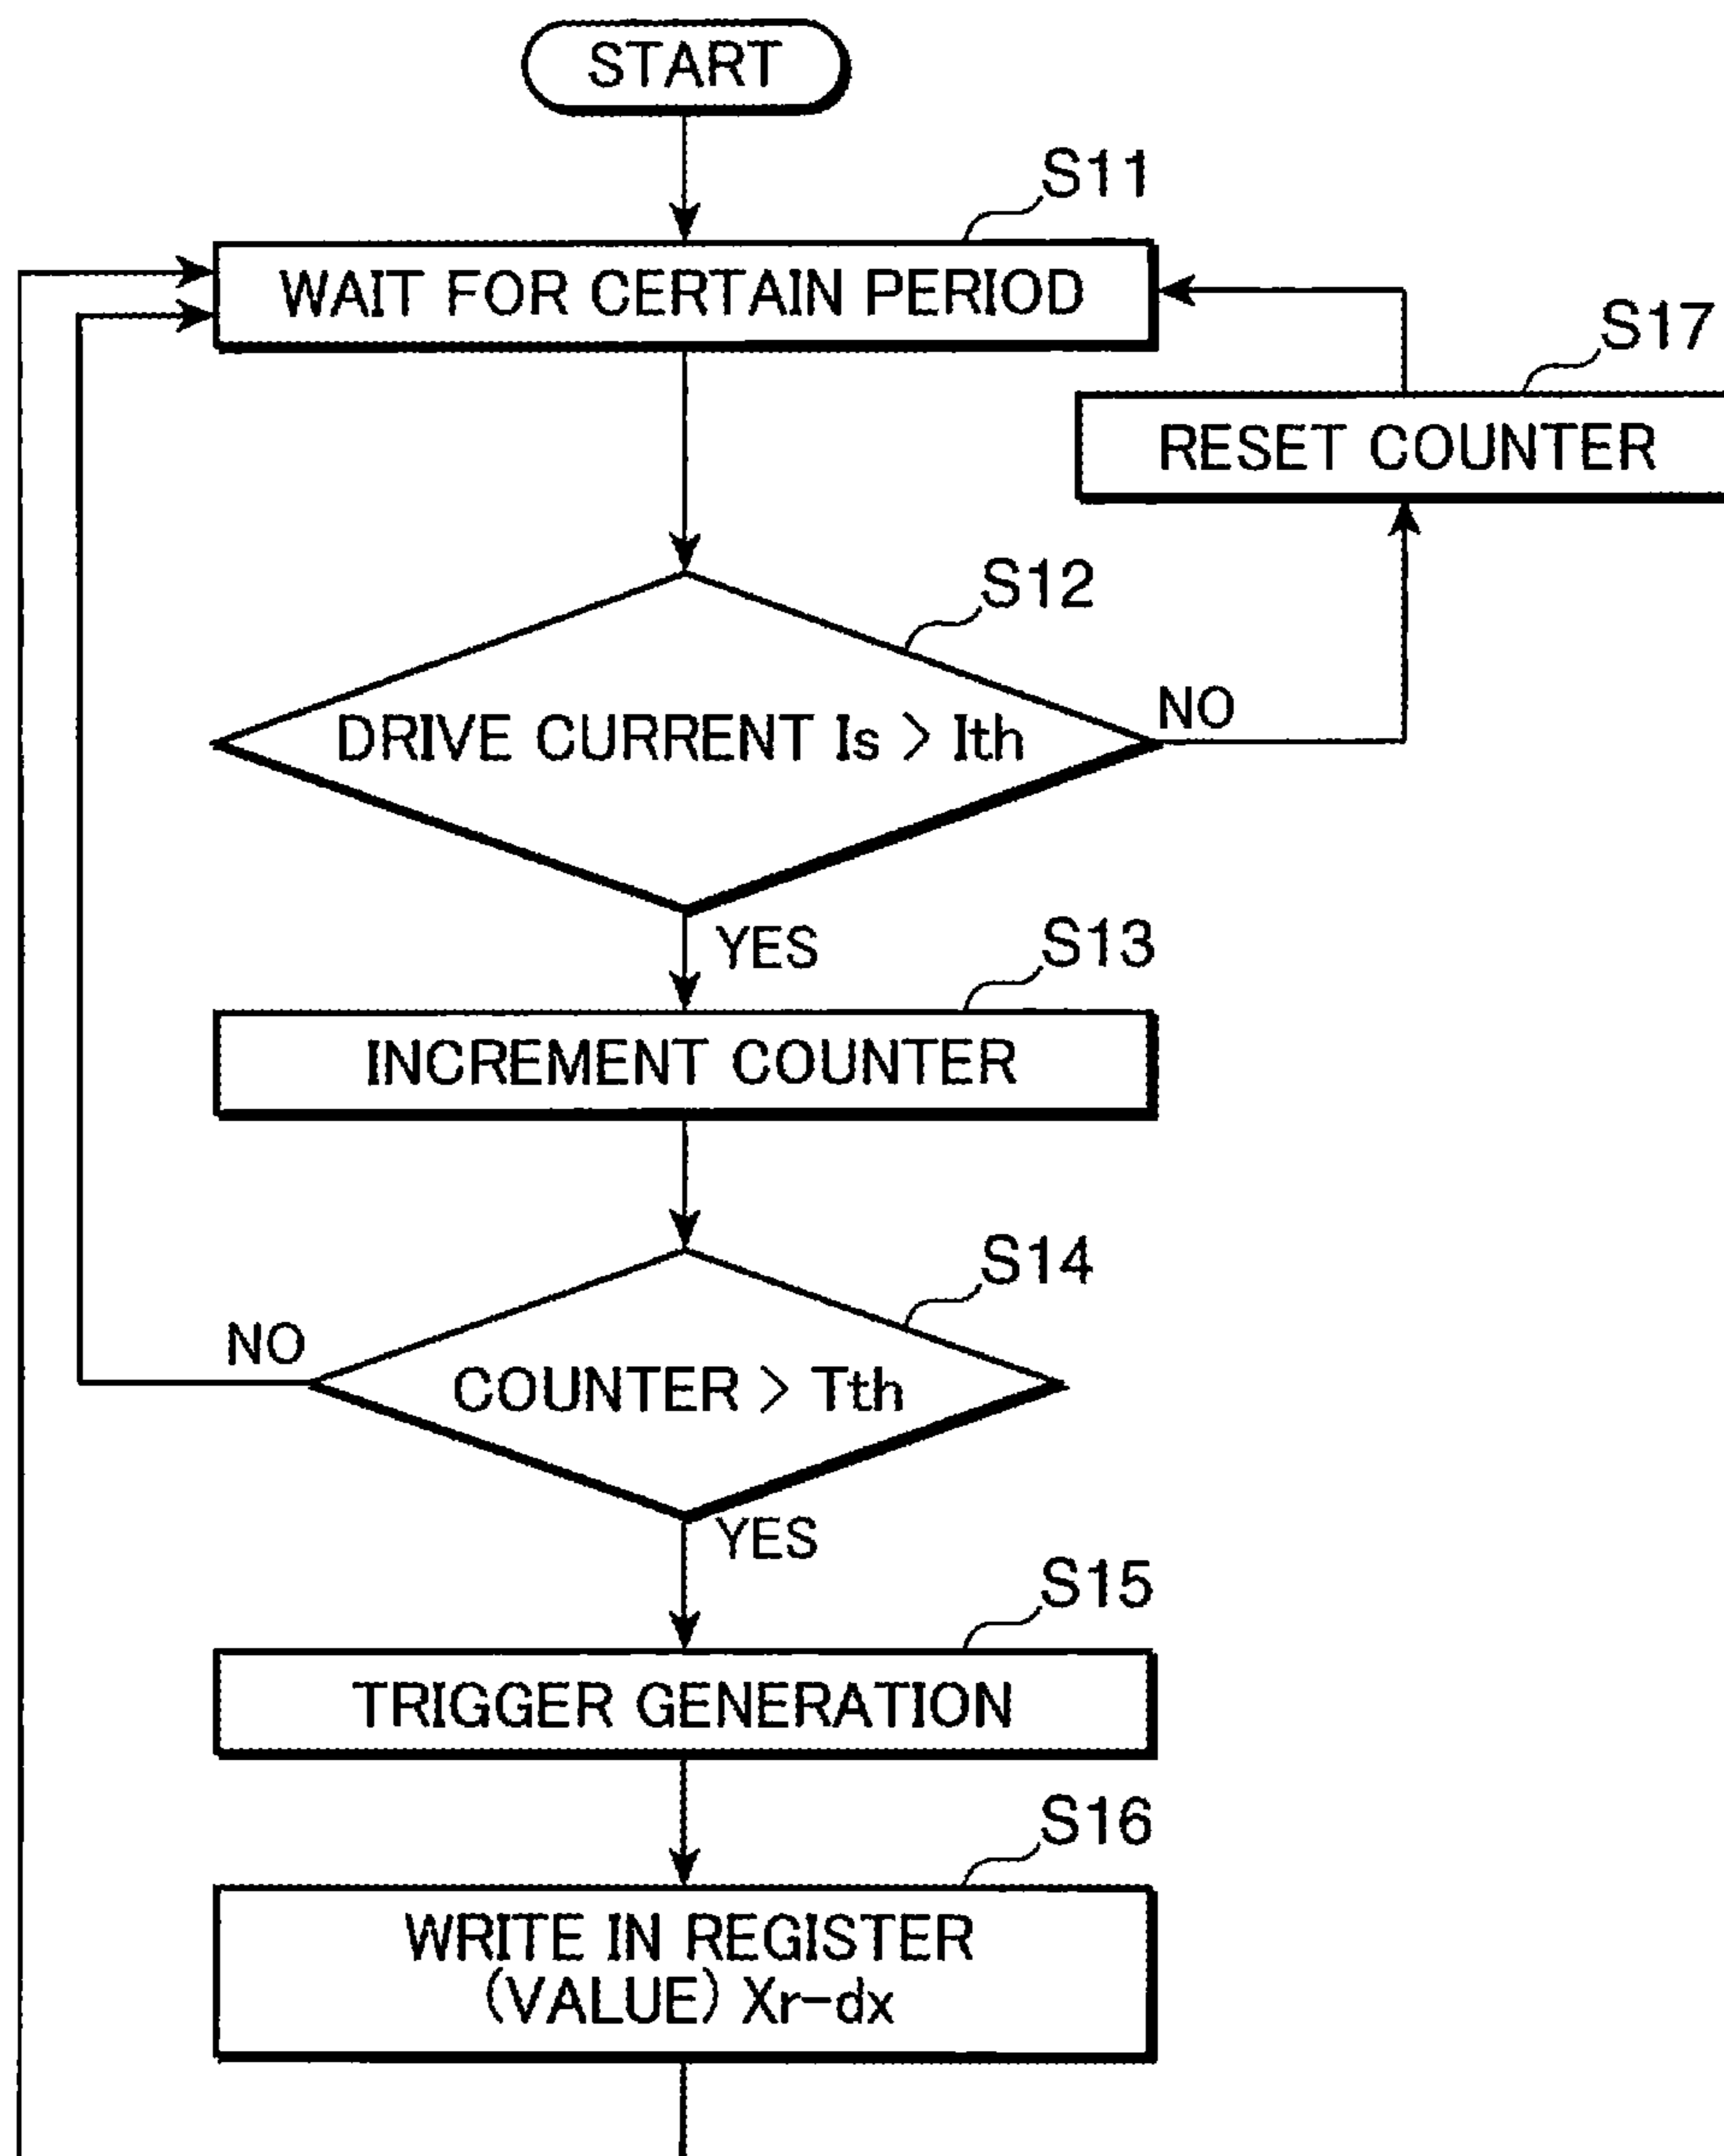 START
S11
WAIT FOR CERTAIN PERIOD
S17
RESET COUNTER
S12
DRIVE CURRENT Is > Ith
NO
YES
S13
INCREMENT COUNTER
S14
NO
COUNTER > Tth
YES
S15
TRIGGER GENERATION
S16
WRITE IN REGISTER
(VALUE) Xr-dx